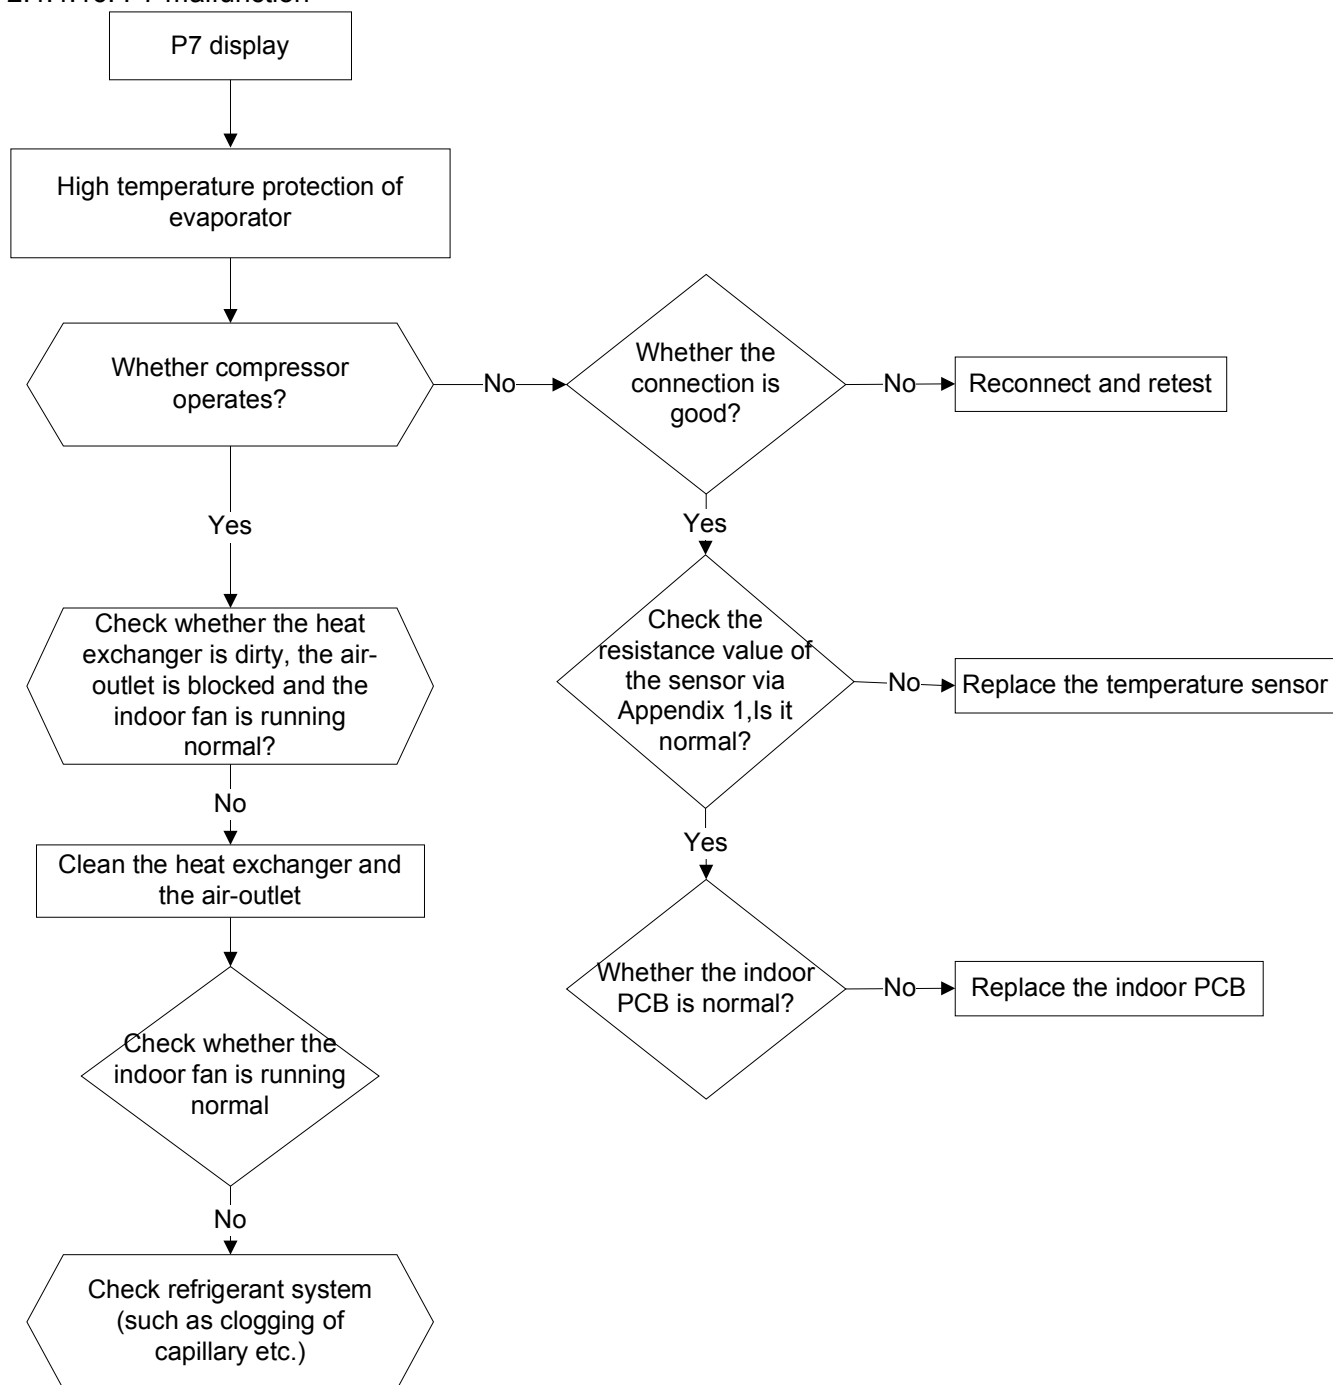 P7 display
High temperature protection of
evaporator
Whether compressor
operates?
No
Whether the
connection is
good?
No
Reconnect and retest
Yes
Yes
Check whether the heat
exchanger is dirty, the air-
outlet is blocked and the
indoor fan is running
normal?
Check the
resistance value of
the sensor via
Appendix 1,Is it
normal?
No
Replace the temperature sensor
No
Yes
Clean the heat exchanger and
the air-outlet
Whether the indoor
PCB is normal?
No
Replace the indoor PCB
Check whether the
indoor fan is running
normal
No
Check refrigerant system
(such as clogging of
capillary etc.)